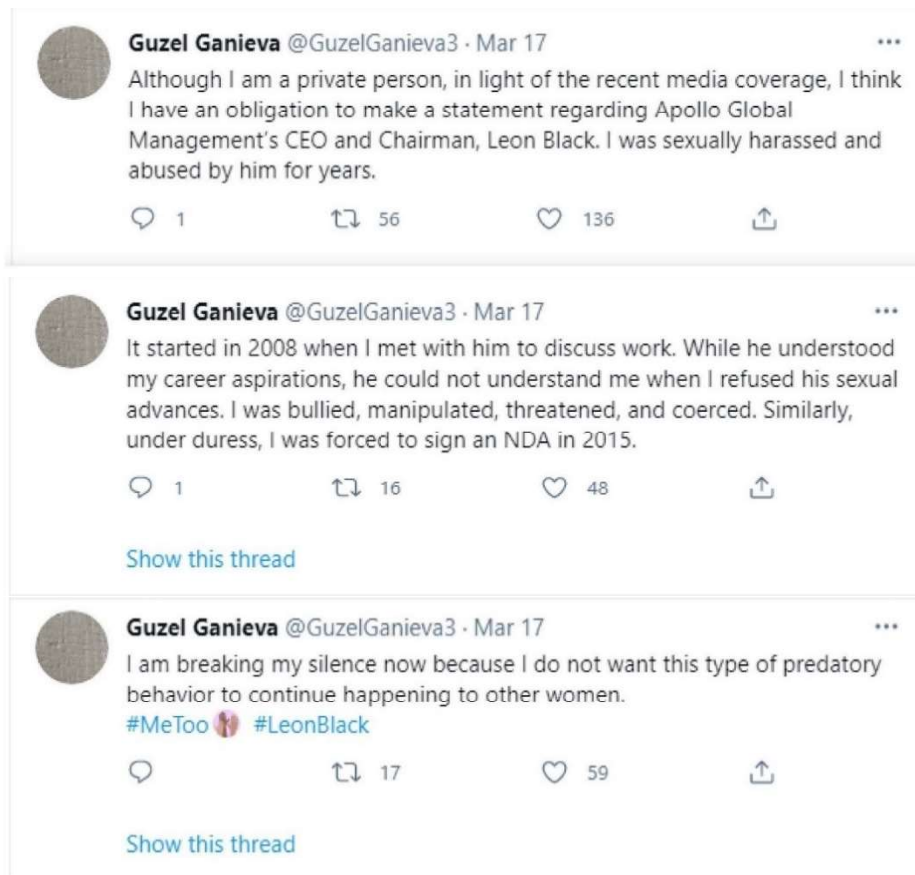 Guzel Ganieva @GuzelGanieva3 · Mar 17
Although I am a private person, in light of the recent media coverage, I think
I have an obligation to make a statement regarding Apollo Global
Management's CEO and Chairman, Leon Black. I was sexually harassed and
abused by him for years.
1 56 136
Guzel Ganieva @GuzelGanieva3 · Mar 17
It started in 2008 when I met with him to discuss work. While he understood
my career aspirations, he could not understand me when I refused his sexual
advances. I was bullied, manipulated, threatened, and coerced. Similarly,
under duress, I was forced to sign an NDA in 2015.
1 16 48
Show this thread
Guzel Ganieva @GuzelGanieva3 · Mar 17
I am breaking my silence now because I do not want this type of predatory
behavior to continue happening to other women.
#MeToo #LeonBlack
17 59
Show this thread